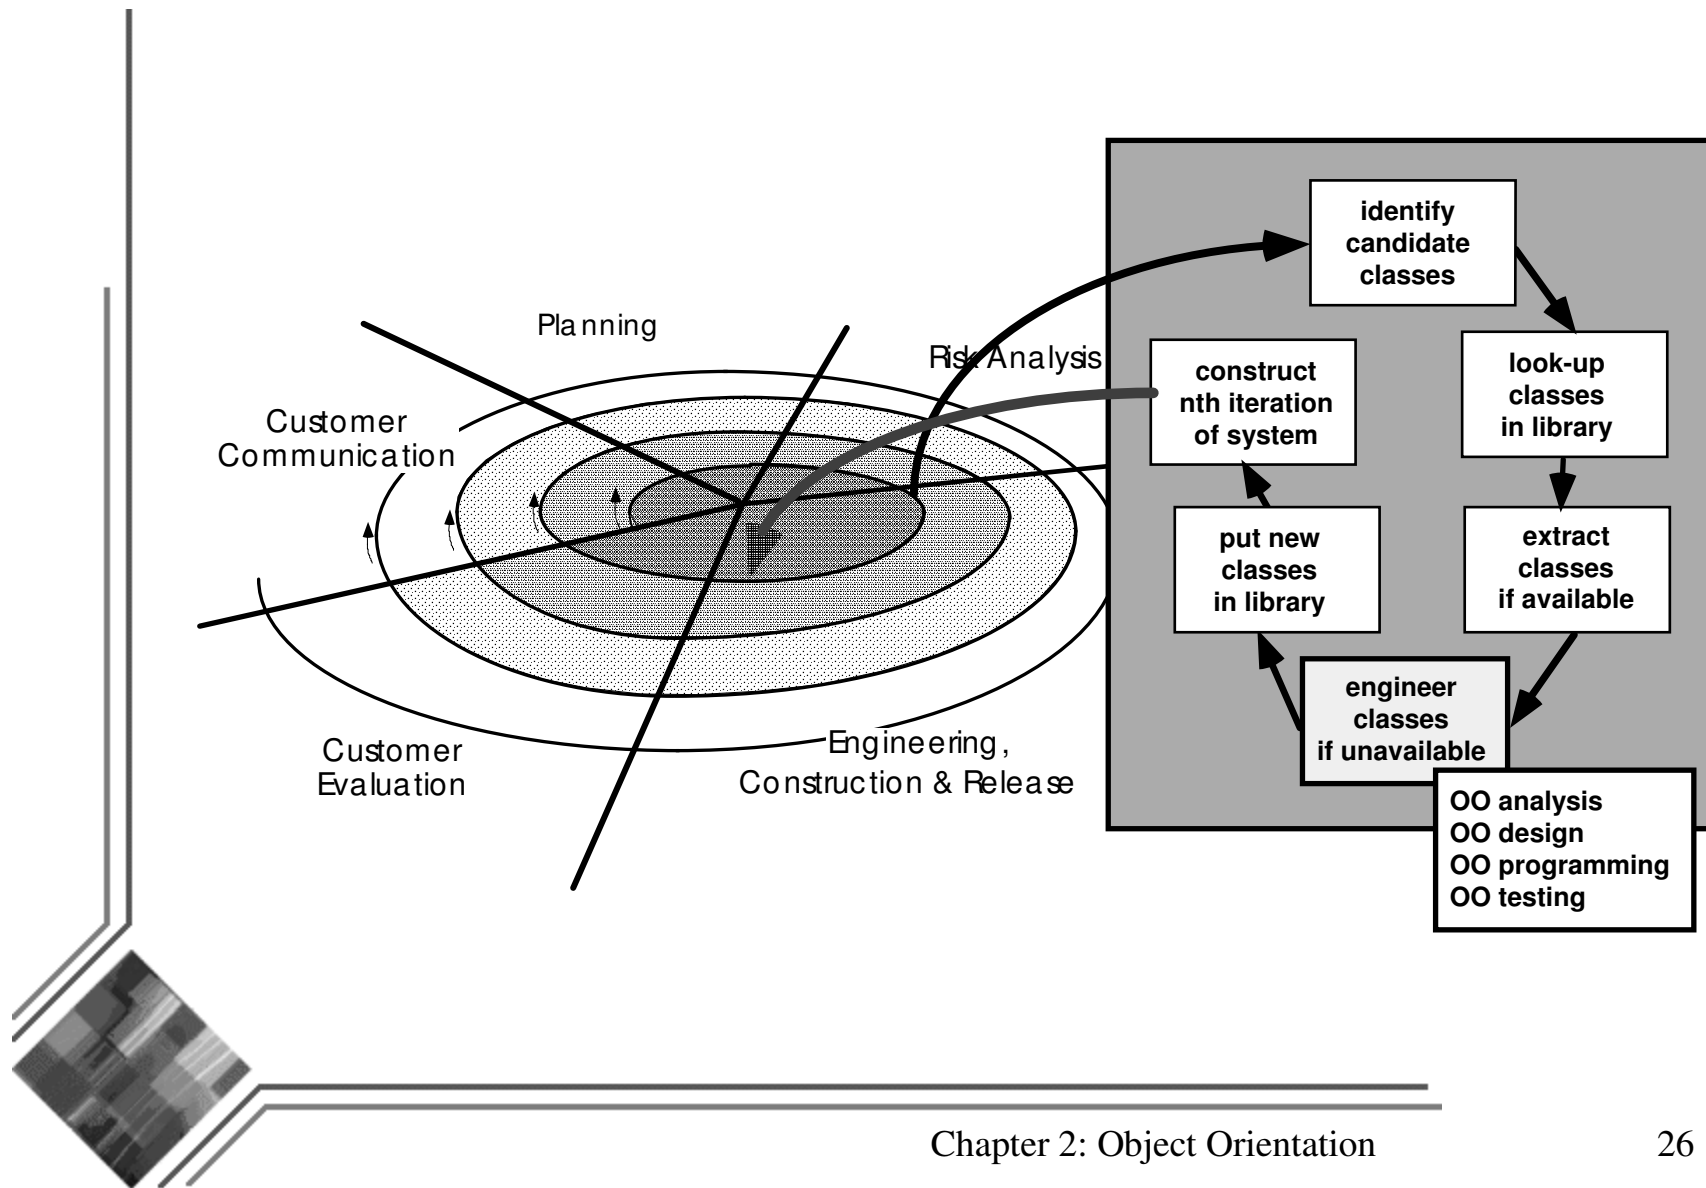 Planning
Risk Analysis
Customer
Communication
Customer
Evaluation
Engineering,
Construction & Release
identify
candidate
classes
look-up
classes
in library
extract
classes
if available
engineer
classes
if unavailable
OO analysis
OO design
OO programming
OO testing
put new
classes
in library
construct
nth iteration
of system
Chapter 2: Object Orientation
26